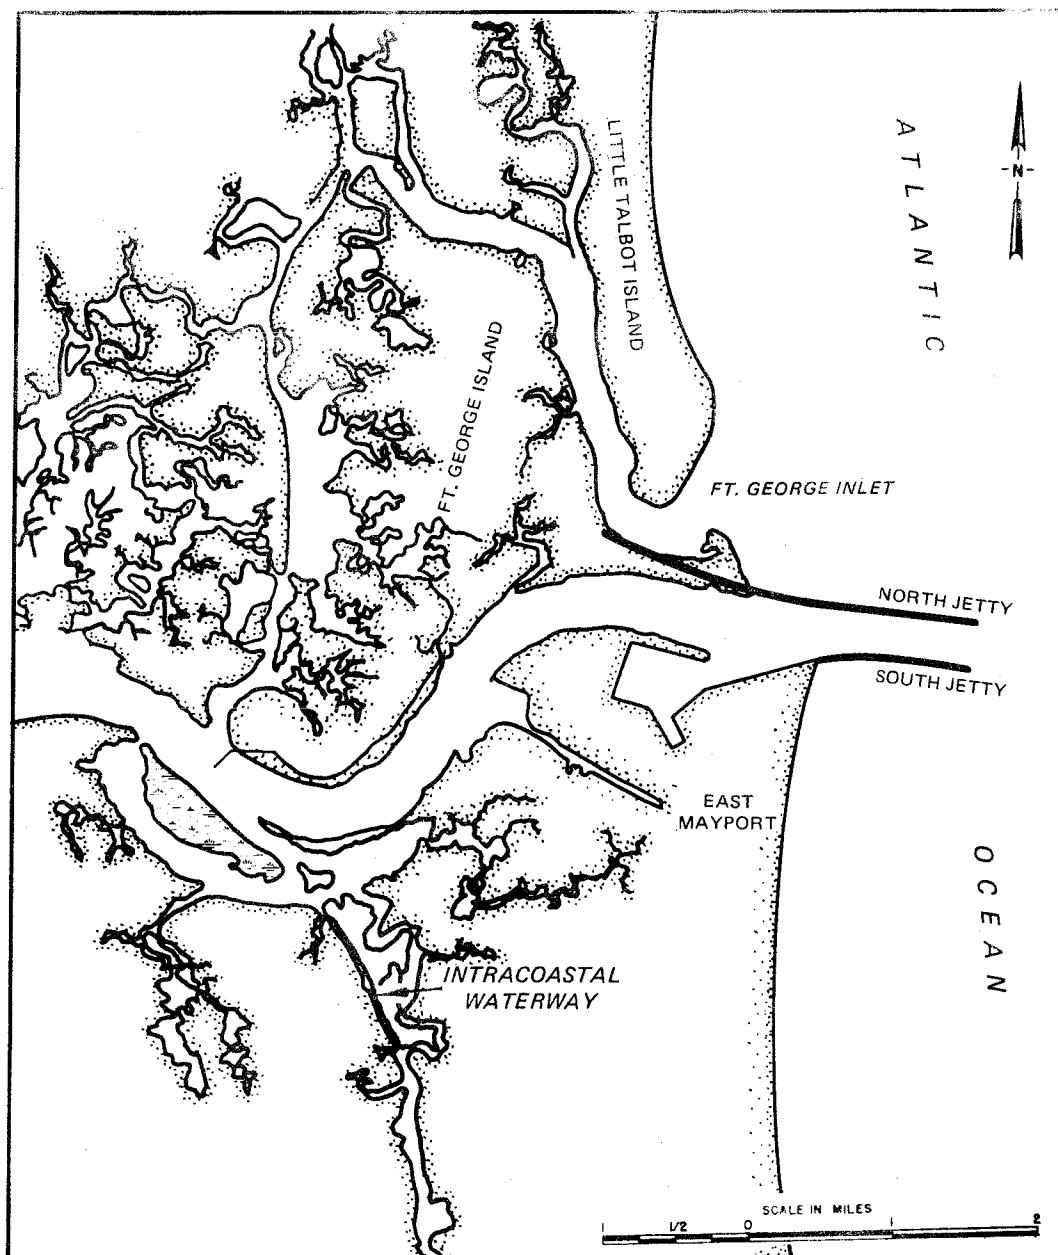 ATLANTIC
N
LITTLE TALBOT ISLAND
FT. GEORGE ISLAND
FT. GEORGE INLET
NORTH JETTY
SOUTH JETTY
EAST
MAYPORT
OCEAN
INTRACOASTAL
WATERWAY
SCALE IN MILES
1 1/2 0 1 2